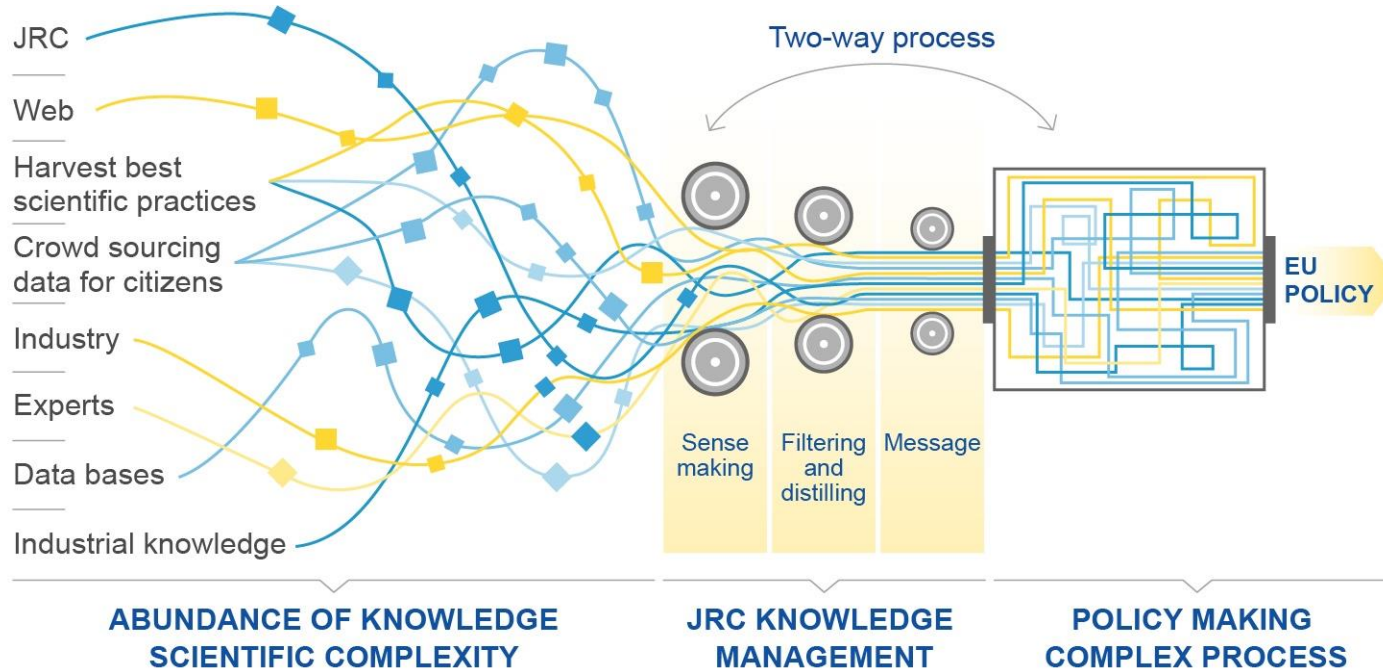 JRC
Web
Harvest best
scientific practices
Crowd sourcing
data for citizens
Industry
Experts
Data bases
Industrial knowledge
Two-way process
Sense
making
Filtering
and
distilling
Message
EU
POLICY
ABUNDANCE OF KNOWLEDGE
SCIENTIFIC COMPLEXITY
JRC KNOWLEDGE
MANAGEMENT
POLICY MAKING
COMPLEX PROCESS